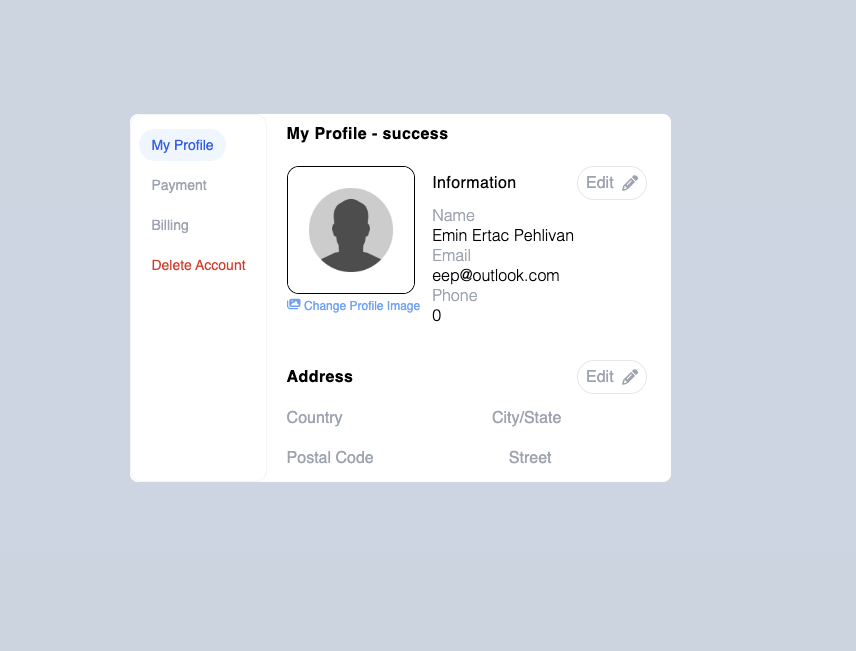 My Profile
Payment
Billing
Delete Account
My Profile - success
Change Profile Image
Information
Edit
Name
Emin Ertac Pehlivan
Email
eep@outlook.com
Phone
0
Address
Edit
Country
City/State
Postal Code
Street